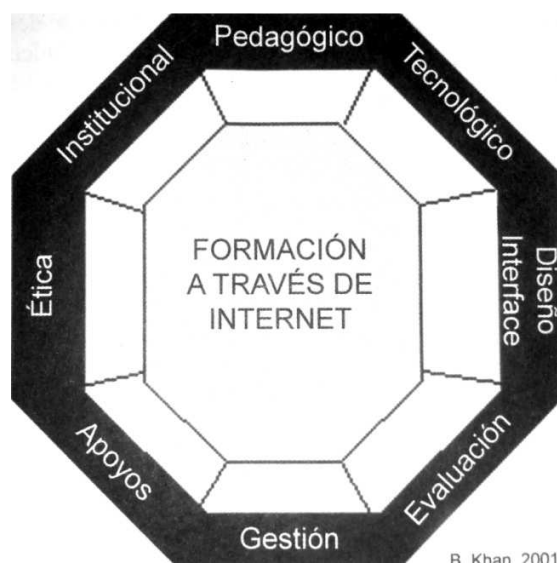 Pedagógico
Tecnológico
Diseño
Interface
Evaluación
Gestión
Apoyos
Ética
Institucional
FORMACIÓN
A TRAVÉS DE
INTERNET
B. Khan, 2001